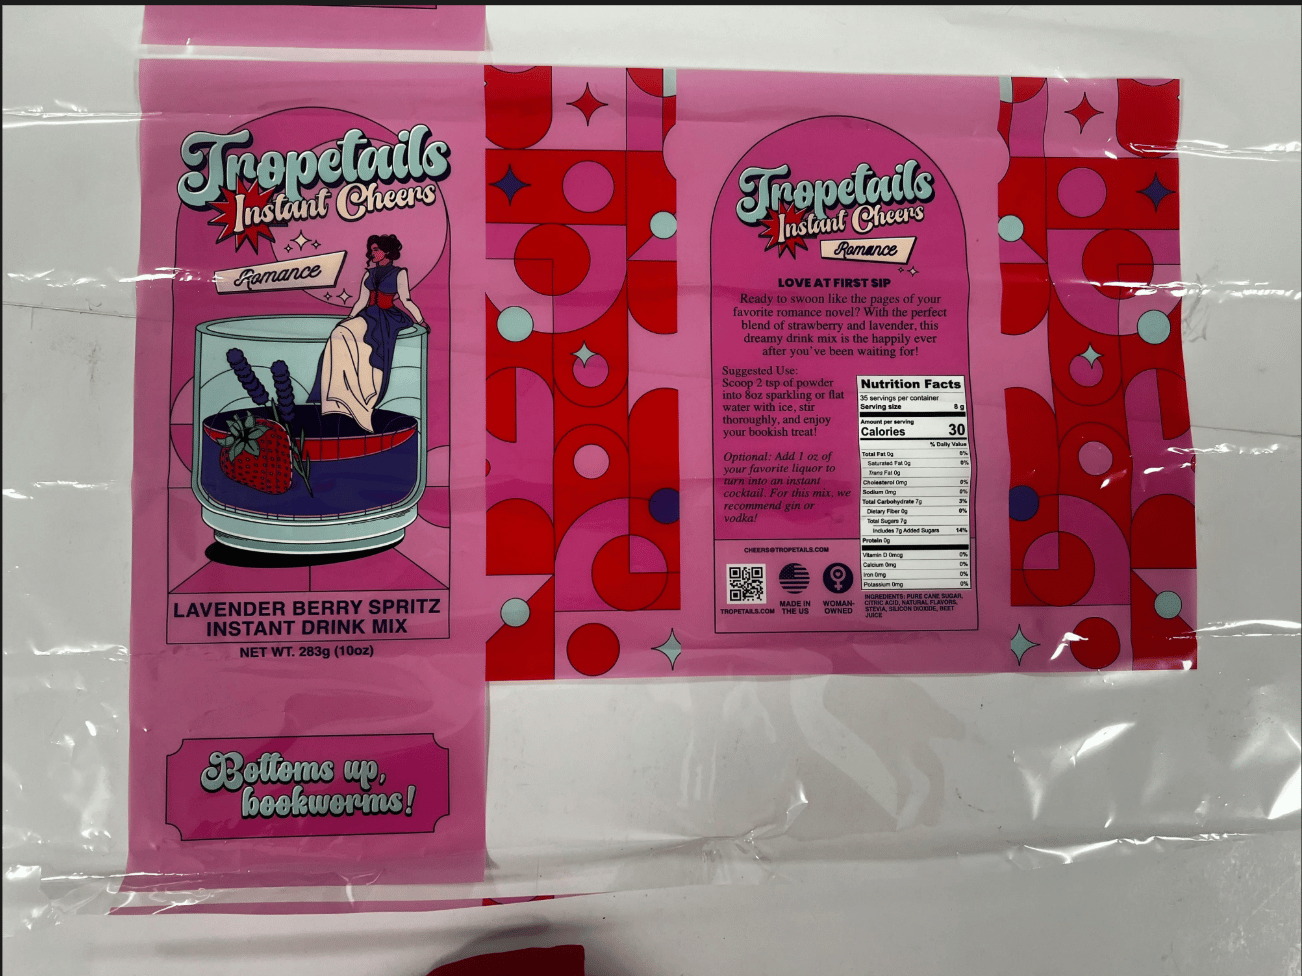 Tropetails
Instant Cheers
Romance
LAVENDER BERRY SPRITZ
INSTANT DRINK MIX
NET WT. 283g (10oz)
Bottoms up,
bookworms!
Tropetails
Instant Cheers
Romance
LOVE AT FIRST SIP
Ready to swoon like the pages of your
favorite romance novel? With the perfect
blend of strawberry and lavender, this
dreamy drink mix is the happily ever
after you've been waiting for!
Suggested Use:
Scoop 2 tsp of powder
into 8oz sparkling or flat
water with ice, stir
thoroughly, and enjoy
your bookish treat!
Optional: Add 1 oz of
your favorite liquor to
turn into an instant
cocktail. For this mix, we
recommend gin or
vodka!
Nutrition Facts
35 servings per container
Serving size 8 g
Amount per serving
Calories 30
% Daily Value
Total Fat 0g 0%
Saturated Fat 0g 0%
Trans Fat 0g
Cholesterol 0mg 0%
Sodium 0mg 0%
Total Carbohydrate 7g 3%
Dietary Fiber 0g 0%
Total Sugars 7g
Includes 7g Added Sugars 14%
Protein 0g
Vitamin D 0mcg 0%
Calcium 0mg 0%
Iron 0mg 0%
Potassium 0mg 0%
INGREDIENTS: PURE CANE SUGAR,
CITRIC ACID, NATURAL FLAVORS,
STEVIA, SILICON DIOXIDE, BEET
JUICE
CHEERS@TROPETAILS.COM
TROPETAILS.COM
MADE IN
THE US
WOMAN-
OWNED